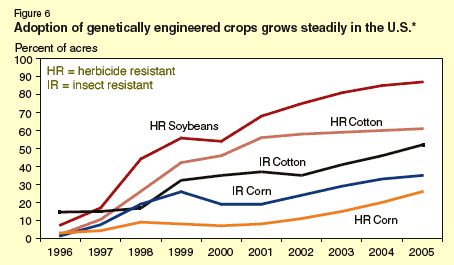 Figure 6
Adoption of genetically engineered crops grows steadily in the U.S.*
Percent of acres
100
90
80
70
60
50
40
30
20
10
0
HR = herbicide resistant
IR = insect resistant
HR Soybeans
HR Cotton
IR Cotton
IR Corn
HR Corn
1996 1997 1998 1999 2000 2001 2002 2003 2004 2005